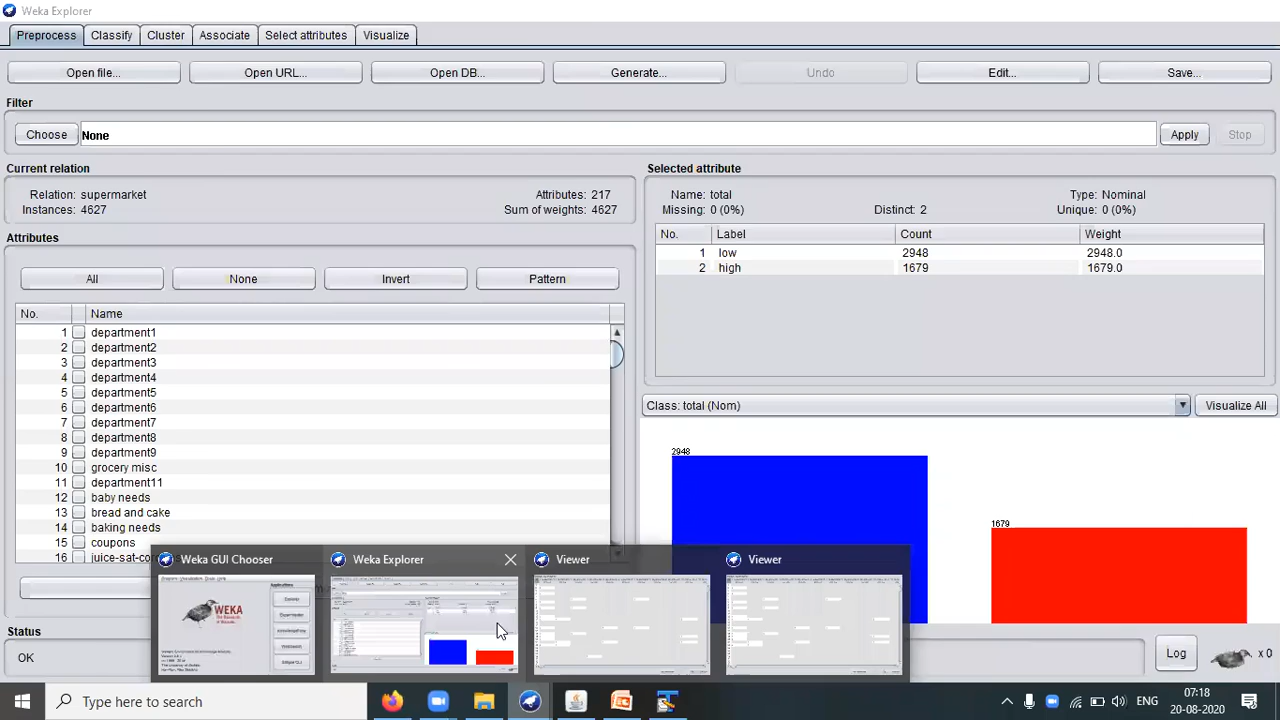 Weka Explorer
Preprocess Classify Cluster Associate Select attributes Visualize
Open file... Open URL... Open DB... Generate... Undo Edit... Save...
Filter
Choose None Apply Stop
Current relation
Relation: supermarket Attributes: 217
Instances: 4627 Sum of weights: 4627
Selected attribute
Name: total Type: Nominal
Missing: 0 (0%) Distinct: 2 Unique: 0 (0%)
No. Label Count Weight
1 low 2948 2948.0
2 high 1679 1679.0
Attributes
All None Invert Pattern
No. Name
1 department1
2 department2
3 department3
4 department4
5 department5
6 department6
7 department7
8 department8
9 department9
10 grocery misc
11 department11
12 baby needs
13 bread and cake
14 baking needs
15 coupons
16
Class: total (Nom) Visualize All
2948
1679
Weka GUI Chooser Weka Explorer Viewer Viewer
WEKA
Status
OK
Log x 0
Type here to search
ENG 07:18
20-08-2020